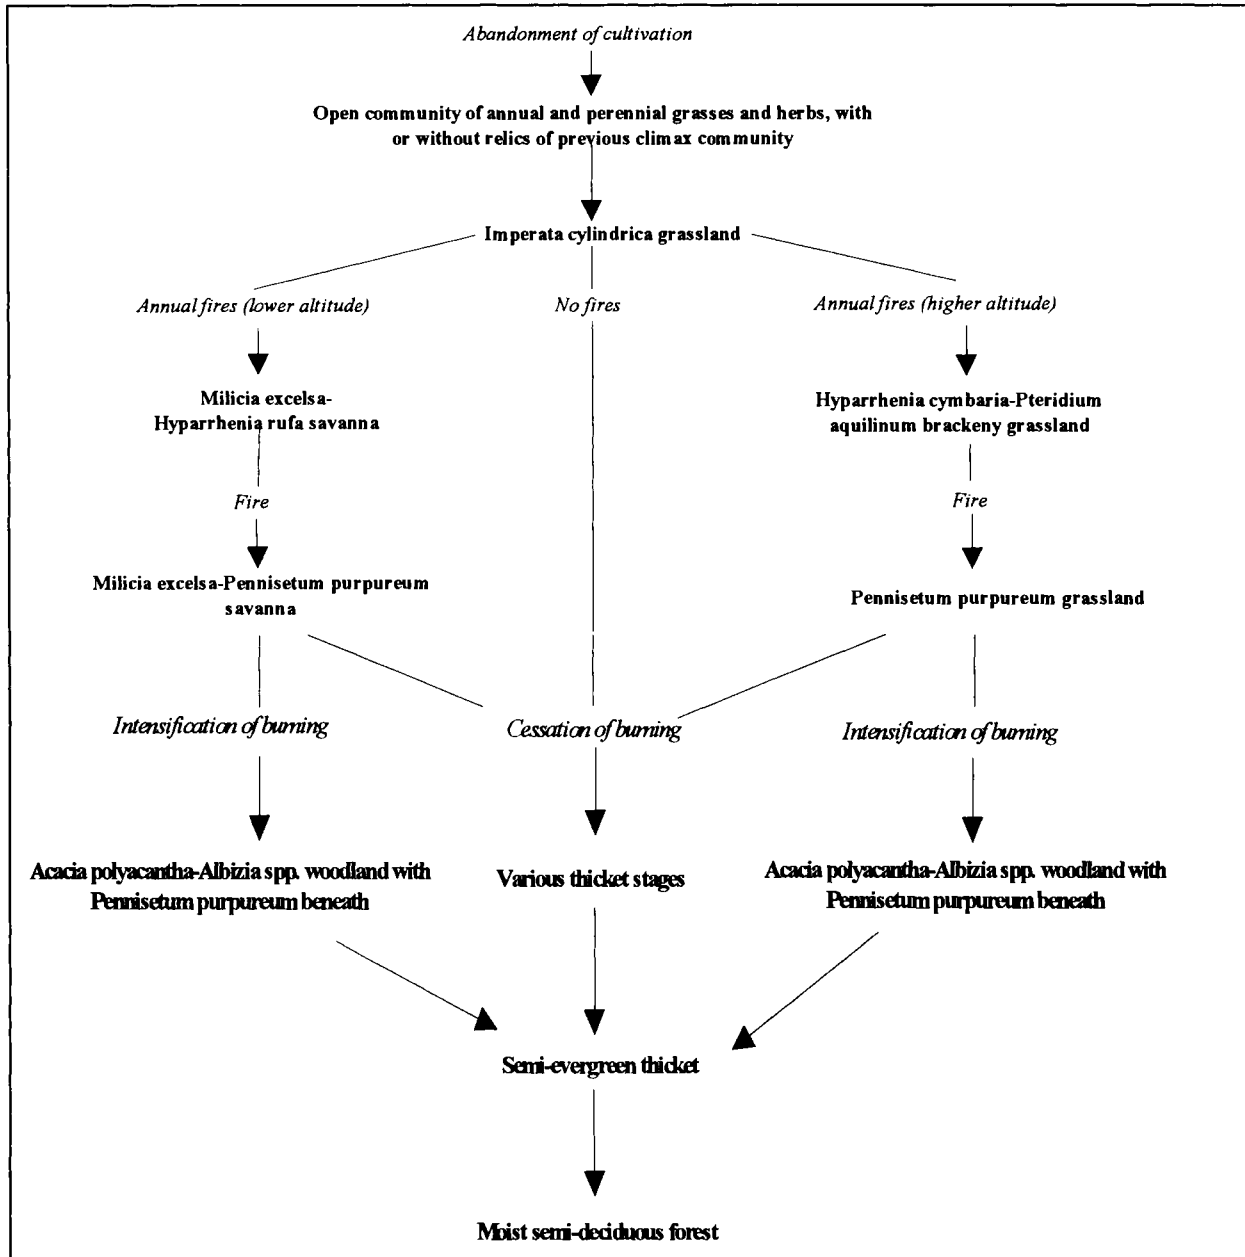 Abandonment of cultivation
Open community of annual and perennial grasses and herbs, with
or without relics of previous climax community
Imperata cylindrica grassland
Annual fires (lower altitude)
No fires
Annual fires (higher altitude)
Milicia excelsa-
Hyparrhenia rufa savanna
Hyparrhenia cymbaria-Pteridium
aquilinum brackeny grassland
Fire
Fire
Milicia excelsa-Pennisetum purpureum
savanna
Pennisetum purpureum grassland
Intensification of burning
Cessation of burning
Intensification of burning
Acacia polyacantha-Albizia spp. woodland with
Pennisetum purpureum beneath
Various thicket stages
Acacia polyacantha-Albizia spp. woodland with
Pennisetum purpureum beneath
Semi-evergreen thicket
Moist semi-deciduous forest